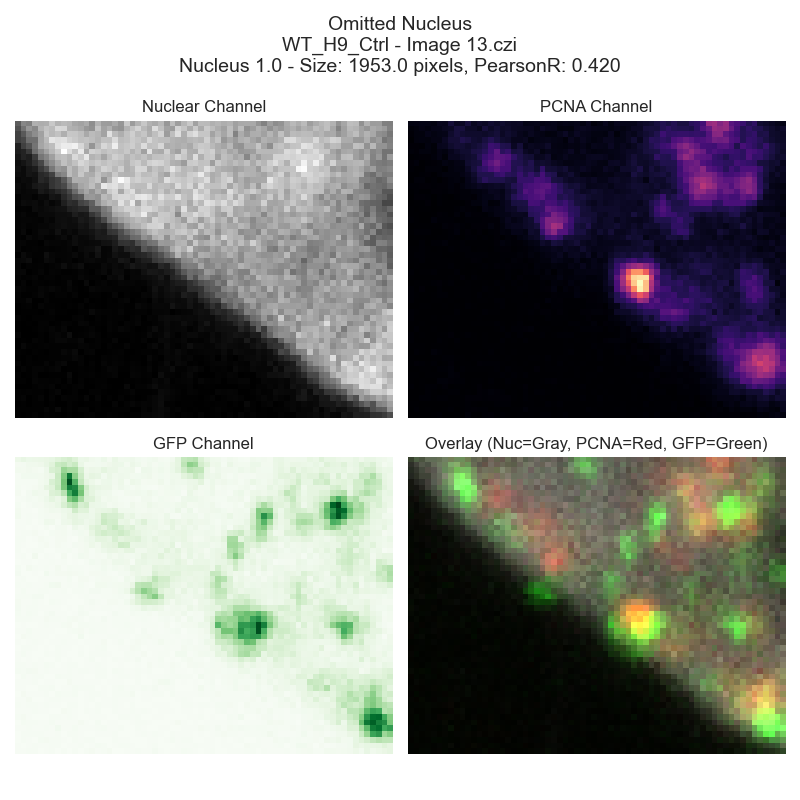 Omitted Nucleus
WT_H9_Ctrl - Image 13.czi
Nucleus 1.0 - Size: 1953.0 pixels, PearsonR: 0.420
Nuclear Channel
PCNA Channel
GFP Channel
Overlay (Nuc=Gray, PCNA=Red, GFP=Green)